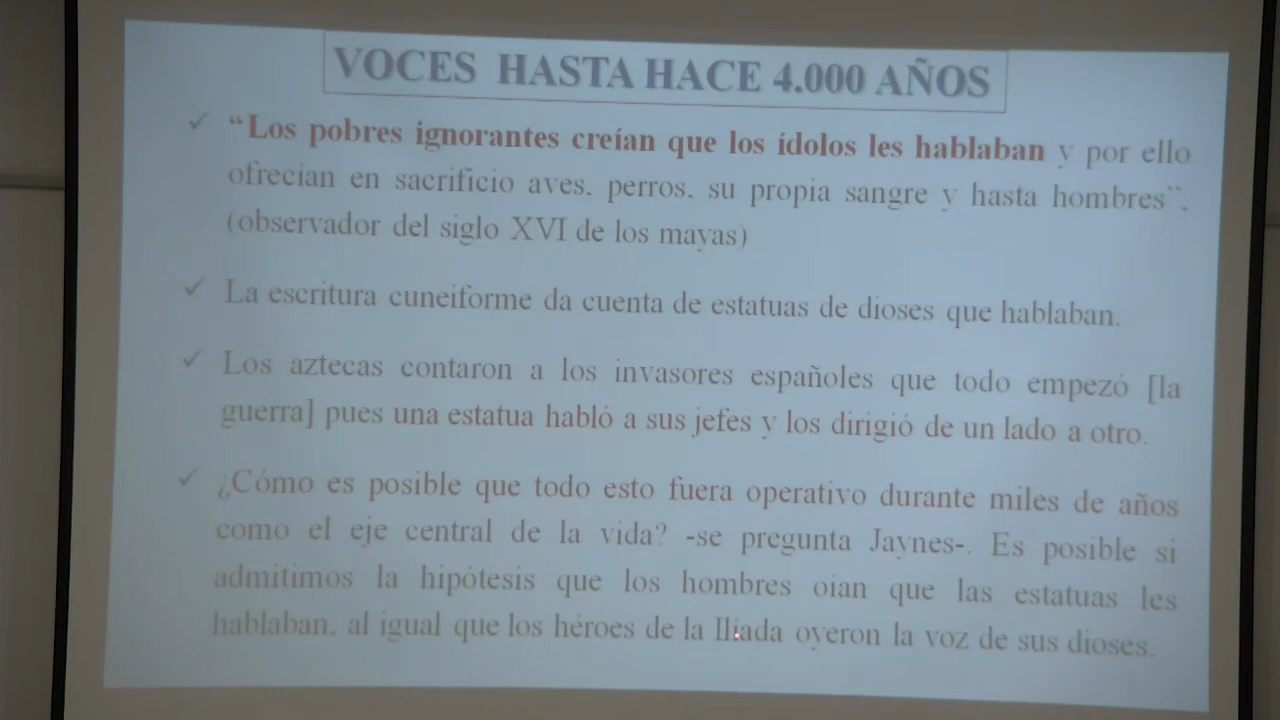 VOCES HASTA HACE 4.000 AÑOS
✓ “Los pobres ignorantes creían que los ídolos les hablaban y por ello
ofrecían en sacrificio aves, perros, su propia sangre y hasta hombres”.
(observador del siglo XVI de los mayas)
✓ La escritura cuneiforme da cuenta de estatuas de dioses que hablaban.
✓ Los aztecas contaron a los invasores españoles que todo empezó [la
guerra] pues una estatua habló a sus jefes y los dirigió de un lado a otro.
✓ ¿Cómo es posible que todo esto fuera operativo durante miles de años
como el eje central de la vida? -se pregunta Jaynes-. Es posible si
admitimos la hipótesis que los hombres oían que las estatuas les
hablaban, al igual que los héroes de la Ilíada oyeron la voz de sus dioses.